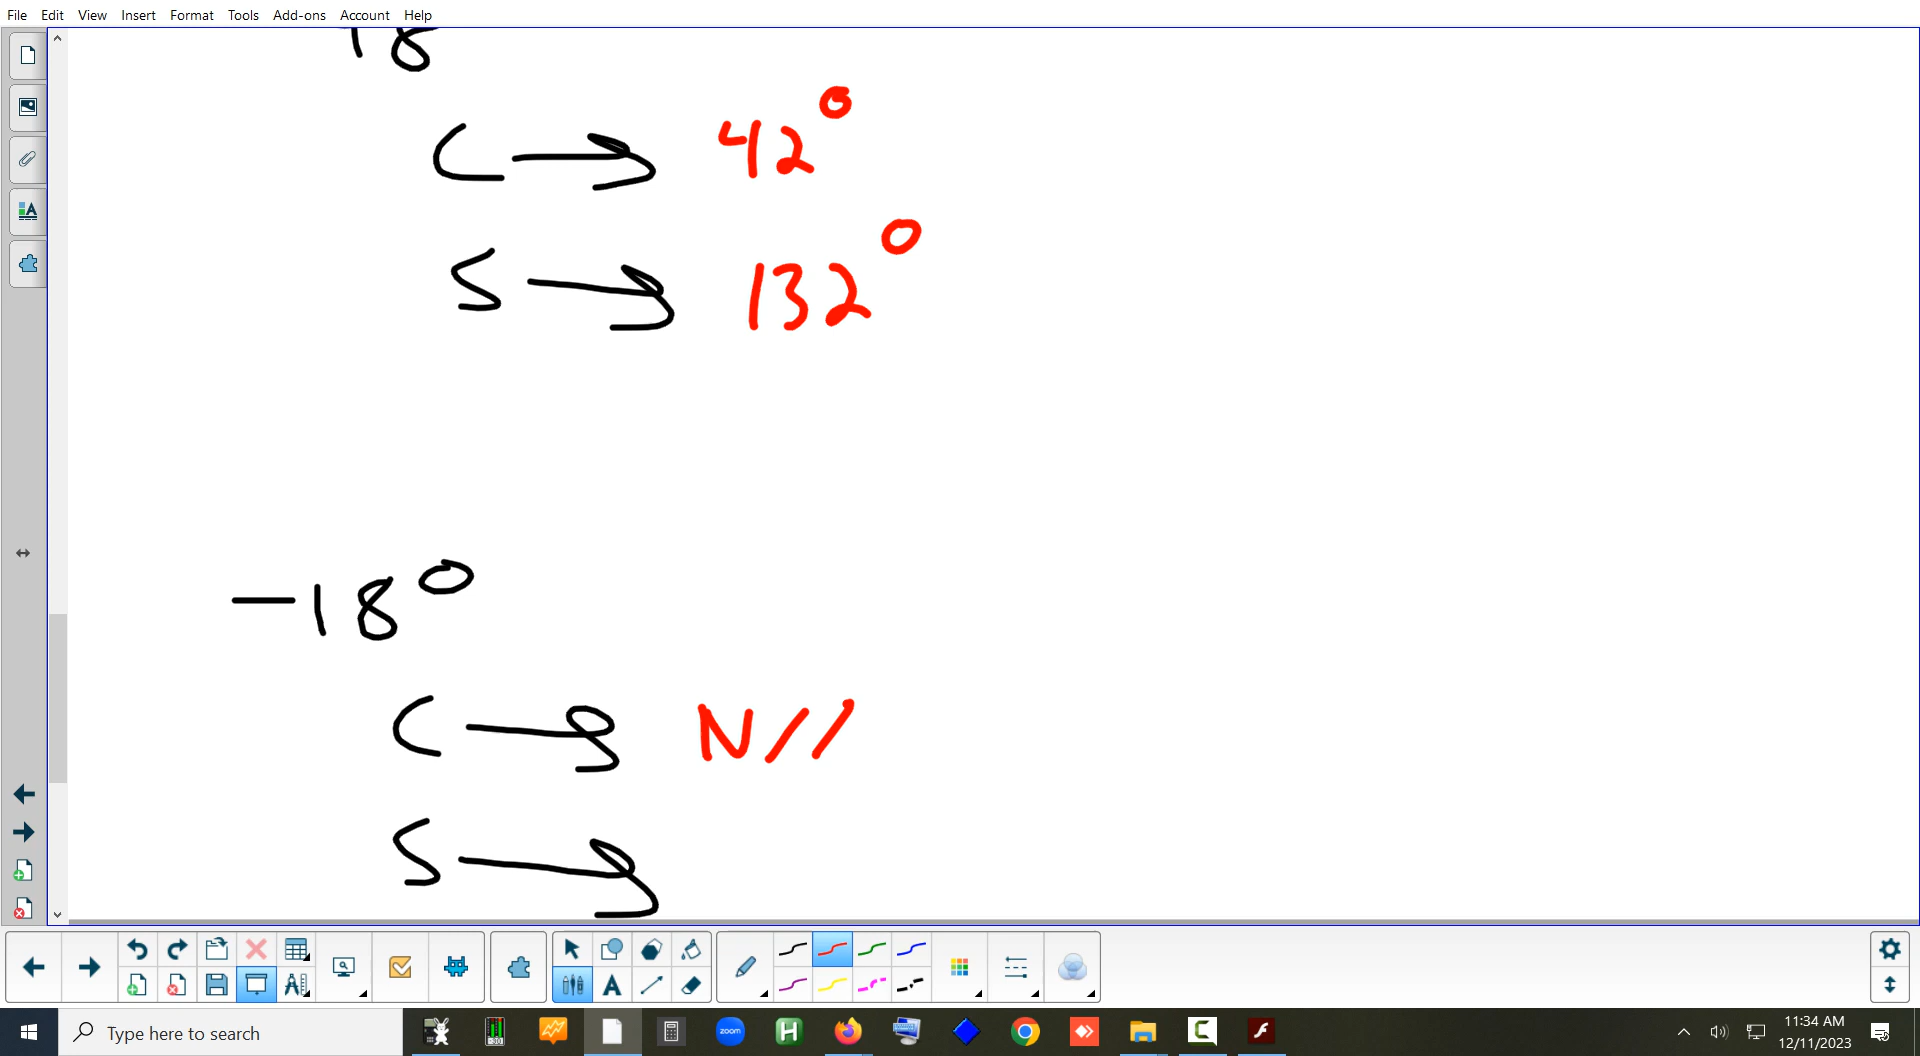 File Edit View Insert Format Tools Add-ons Account Help
C → 42°
S → 132°
-18°
C → N//
S →
Type here to search
zoom
11:34 AM
12/11/2023